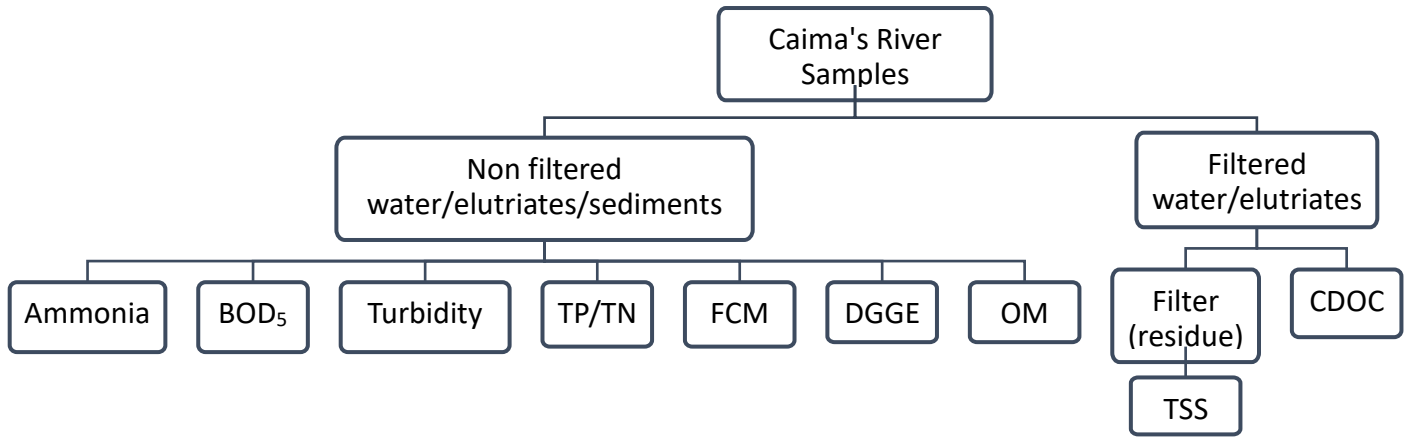 Caima's River
Samples
Non filtered
water/elutriates/sediments
Filtered
water/elutriates
Ammonia
BOD₅
Turbidity
TP/TN
FCM
DGGE
OM
Filter
(residue)
CDOC
TSS